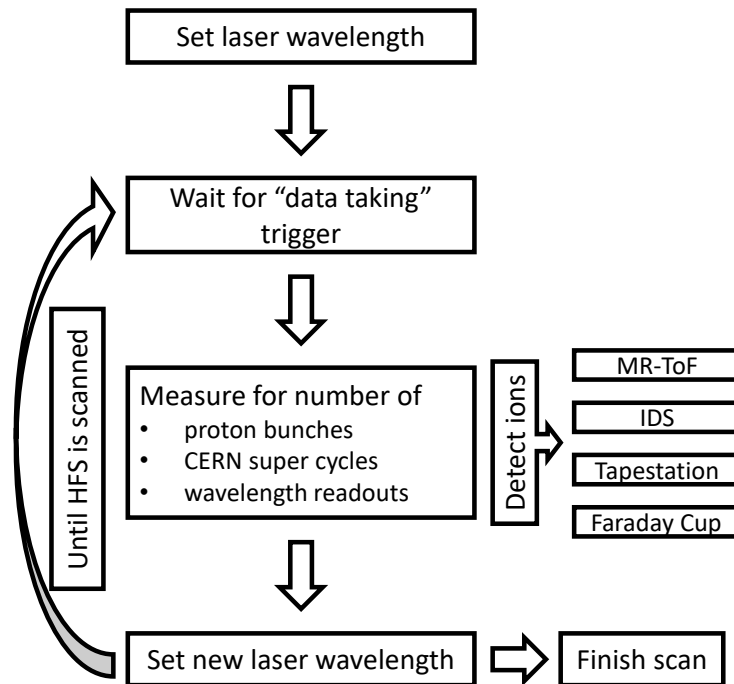 Set laser wavelength
Wait for “data taking”
trigger
Until HFS is scanned
Measure for number of
• proton bunches
• CERN super cycles
• wavelength readouts
Detect ions
MR-ToF
IDS
Tapestation
Faraday Cup
Set new laser wavelength
Finish scan